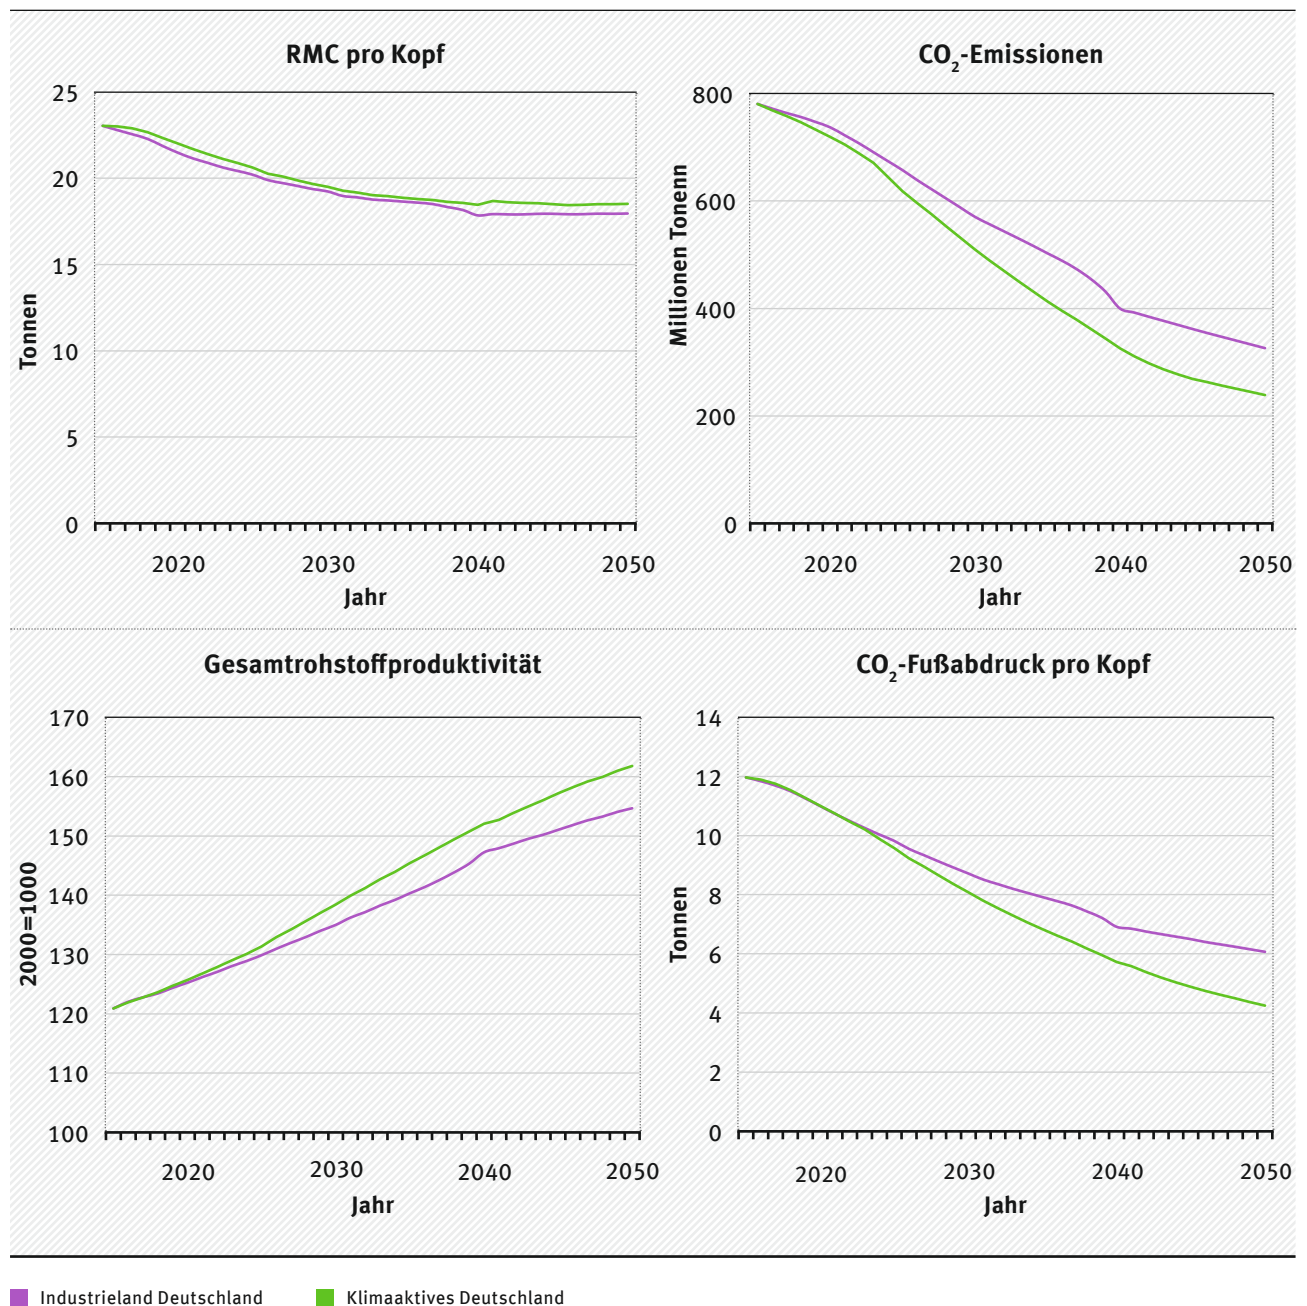 RMC pro Kopf
25
20
15
10
5
0
Tonnen
2020 2030 2040 2050
Jahr
CO2-Emissionen
800
600
400
200
0
Millionen Tonenn
2020 2030 2040 2050
Jahr
Gesamtrohstoffproduktivität
170
160
150
140
130
120
110
100
2000=1000
2020 2030 2040 2050
Jahr
CO2-Fußabdruck pro Kopf
14
12
10
8
6
4
2
0
Tonnen
2020 2030 2040 2050
Jahr
Industrieland Deutschland Klimaaktives Deutschland